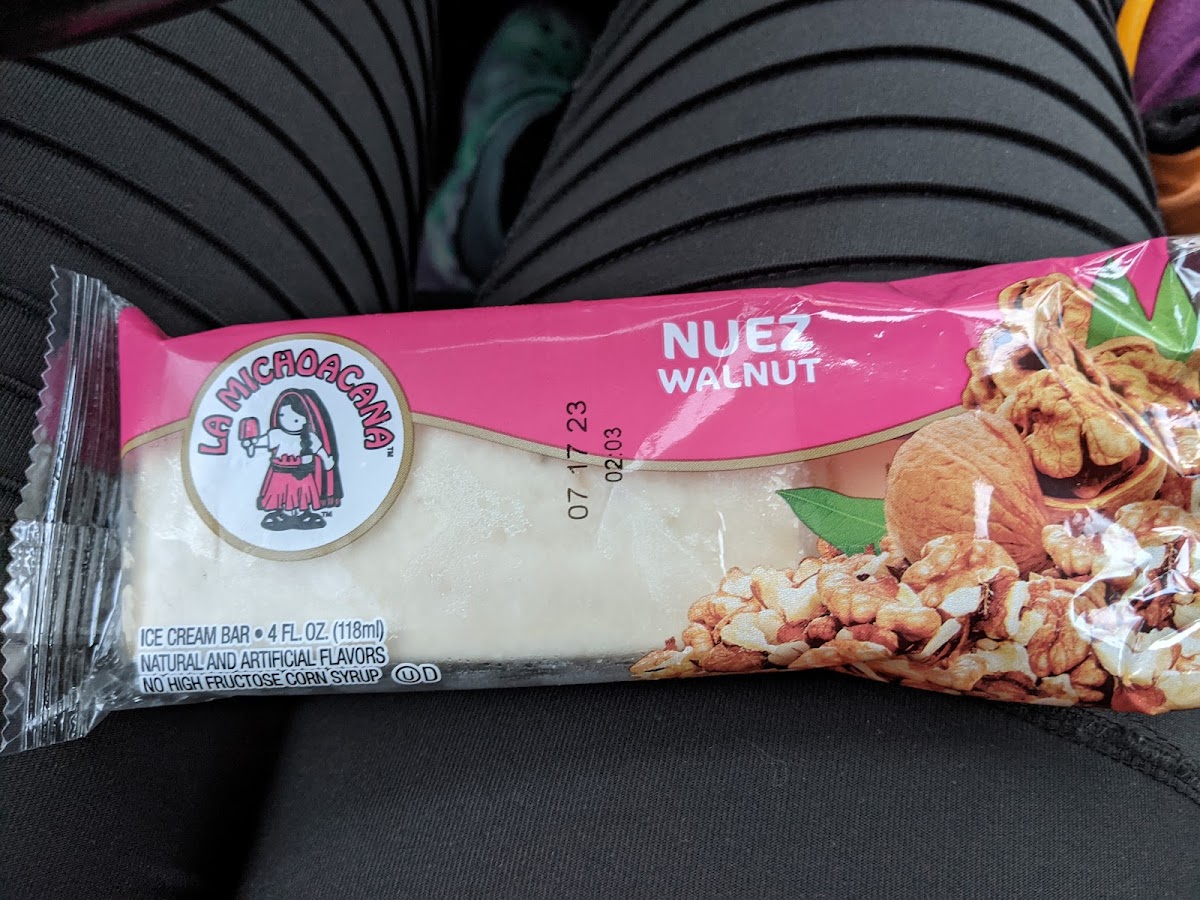 LA MICHOACANA
TM
NUEZ
WALNUT
07 17 23
02:03
ICE CREAM BAR • 4 FL. OZ. (118ml)
NATURAL AND ARTIFICIAL FLAVORS
NO HIGH FRUCTOSE CORN SYRUP U D